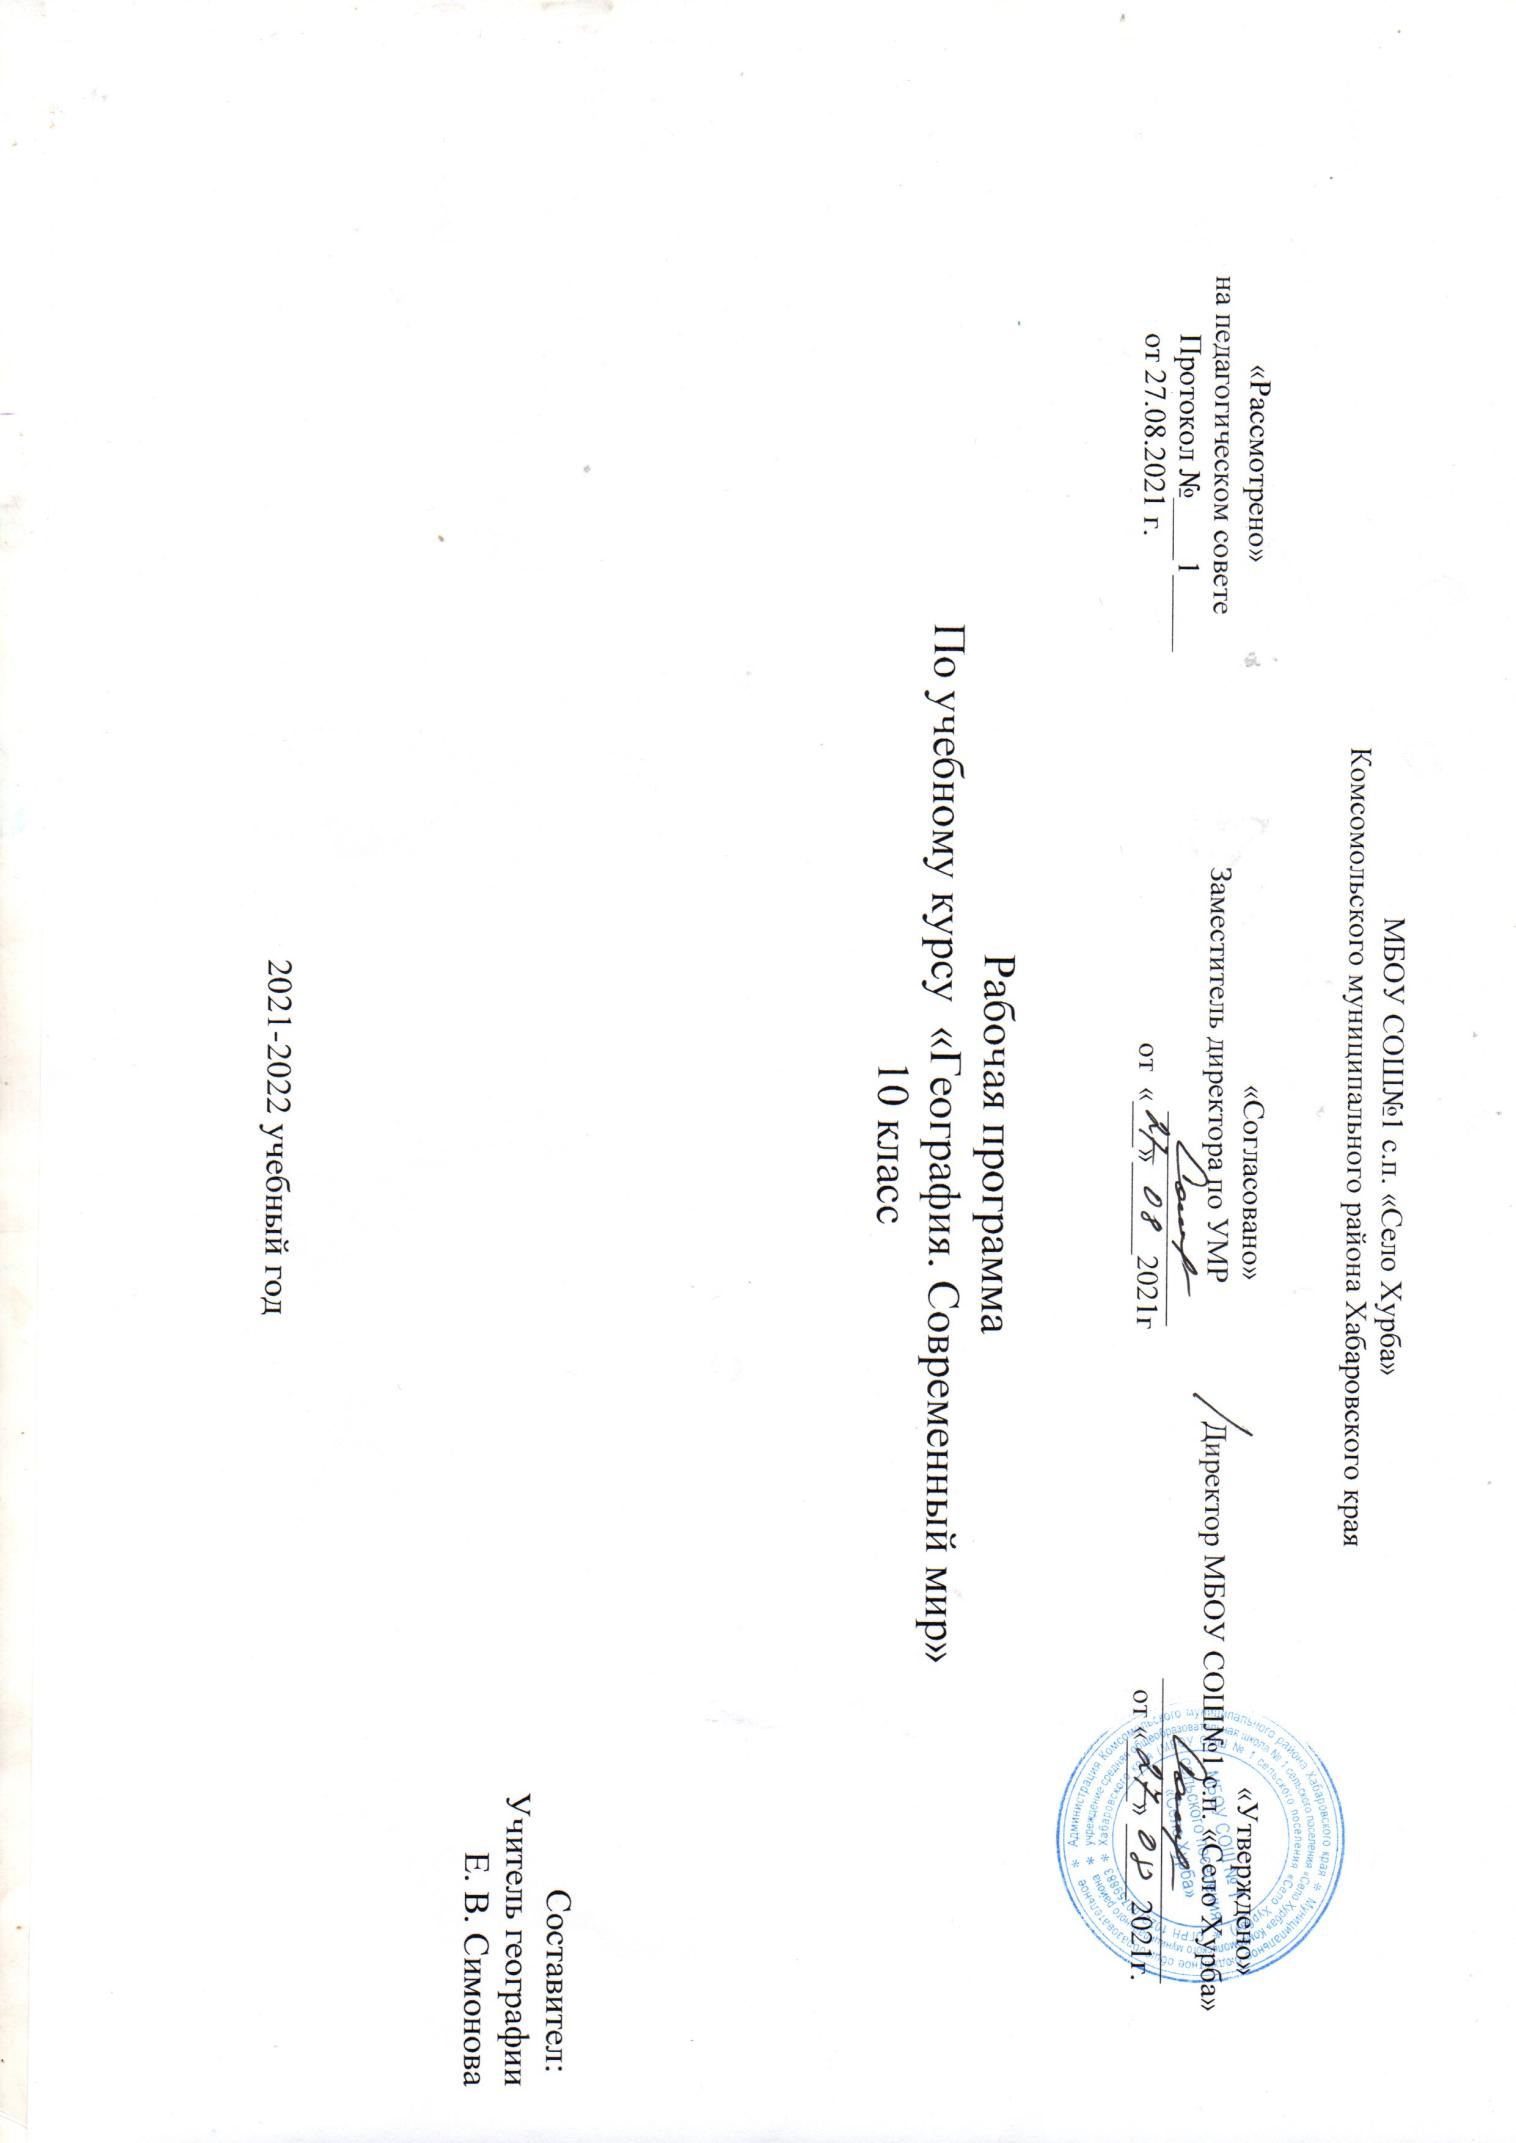 МБОУ СОШ№1 с.п. «Село Хурба»
Комсомольского муниципального района Хабаровского края
«Рассмотрено»
на педагогическом совете
Протокол № 1
от 27.08.2021 г.
«Согласовано»
Заместитель директора по УМР
от «27» 08 2021г
«Утверждено»
Директор МБОУ СОШ№1 с.п. «Село Хурба»
от «27» 08 2021г.
Рабочая программа
По учебному курсу «География. Современный мир»
10 класс
Составител:
Учитель географии
Е. В. Симонова
2021-2022 учебный год